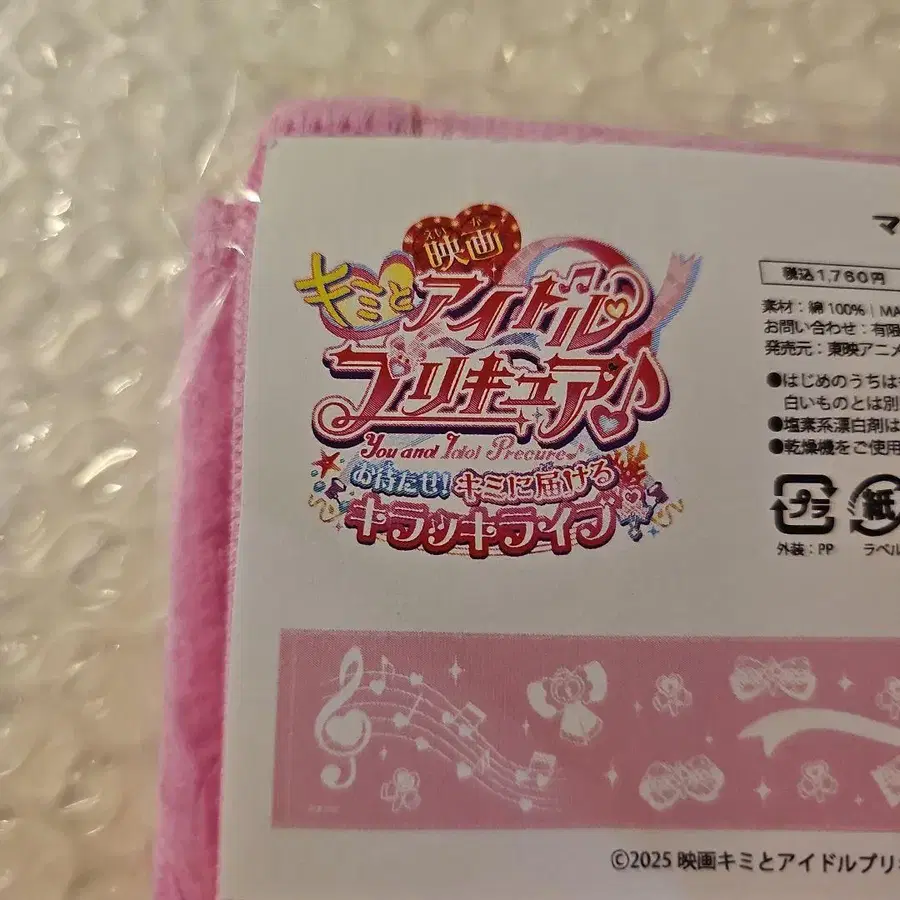 えいが
映画
キミと
アイドル
プリキュア♪
You and Idol Precure♪
お待たせ!キミに届ける
キラッキライブ
マ
税込1,760円
素材:綿100% | MA
お問い合わせ:有限
発売元:東映アニメ
●はじめのうちは
白いものとは別
●塩素系漂白剤は
●乾燥機をご使用
プラ
紙
外装:PP
ラベル
©2025 映画キミとアイドルプリ